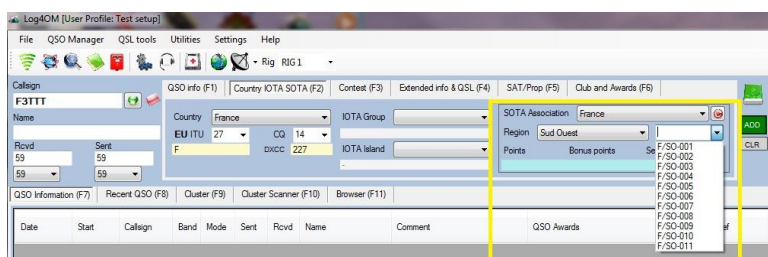 Log4OM [User Profile: Test setup]
File QSO Manager QSL tools Utilities Settings Help
Rig RIG 1
Callsign
F3TTT
Name
Rcvd Sent
59 59
59 59
QSO info (F1) Country IOTA SOTA (F2) Contest (F3) Extended info & QSL (F4) SAT/Prop (F5) Club and Awards (F6)
Country France IOTA Group
EU ITU 27 CQ 14
F DXCC 227 IOTA Island
-
SOTA Association France
Region Sud Ouest
Points Bonus points Se
ADD
CLR
F/SO-001
F/SO-002
F/SO-003
F/SO-004
F/SO-005
F/SO-006
F/SO-007
F/SO-008
F/SO-009
F/SO-010
F/SO-011
QSO Information (F7) Recent QSO (F8) Cluster (F9) Cluster Scanner (F10) Browser (F11)
Date Start Callsign Band Mode Sent Rcvd Name Comment QSO Awards ef